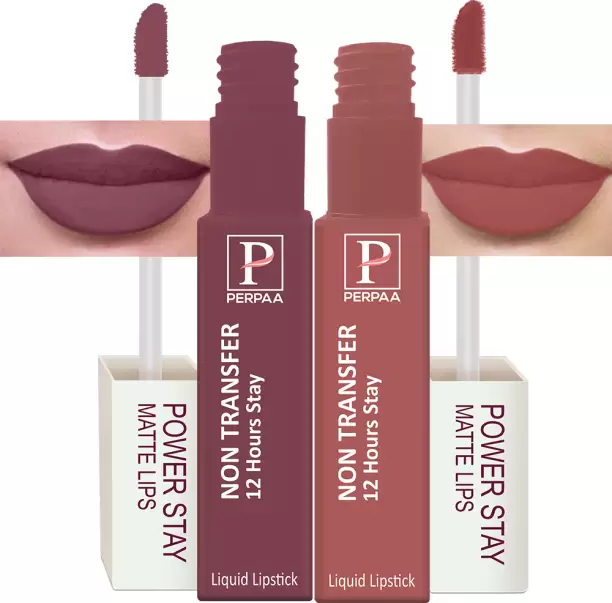 P
PERPAA
NON TRANSFER
12 Hours Stay
Liquid Lipstick
P
PERPAA
NON TRANSFER
12 Hours Stay
Liquid Lipstick
POWER STAY
MATTE LIPS
POWER STAY
MATTE LIPS